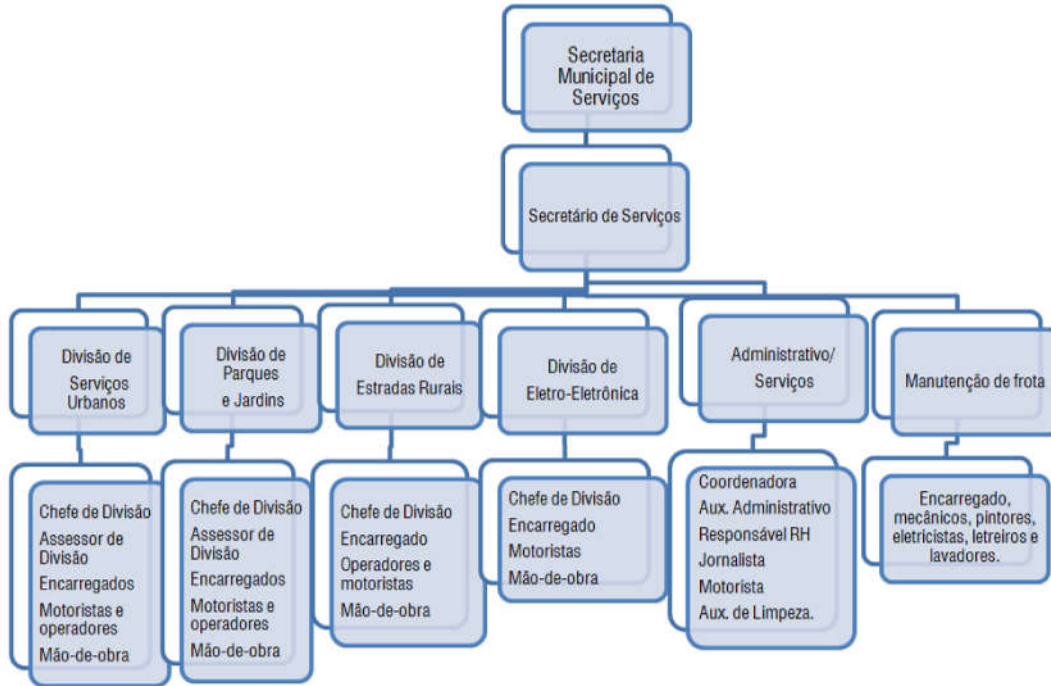 Secretaria
Municipal de
Serviços
Secretário de Serviços
Divisão de
Serviços
Urbanos
Divisão de
Parques
e Jardins
Divisão de
Estradas Rurais
Divisão de
Eletro-Eletrônica
Administrativo/
Serviços
Manutenção de frota
Chefe de Divisão
Assessor de
Divisão
Encarregados
Motoristas e
operadores
Mão-de-obra
Chefe de Divisão
Assessor de
Divisão
Encarregados
Motoristas e
operadores
Mão-de-obra
Chefe de Divisão
Encarregado
Operadores e
motoristas
Mão-de-obra
Chefe de Divisão
Encarregado
Motoristas
Mão-de-obra
Coordenadora
Aux. Administrativo
Responsável RH
Jornalista
Motorista
Aux. de Limpeza.
Encarregado,
mecânicos, pintores,
eletricistas, letreiros e
lavadores.